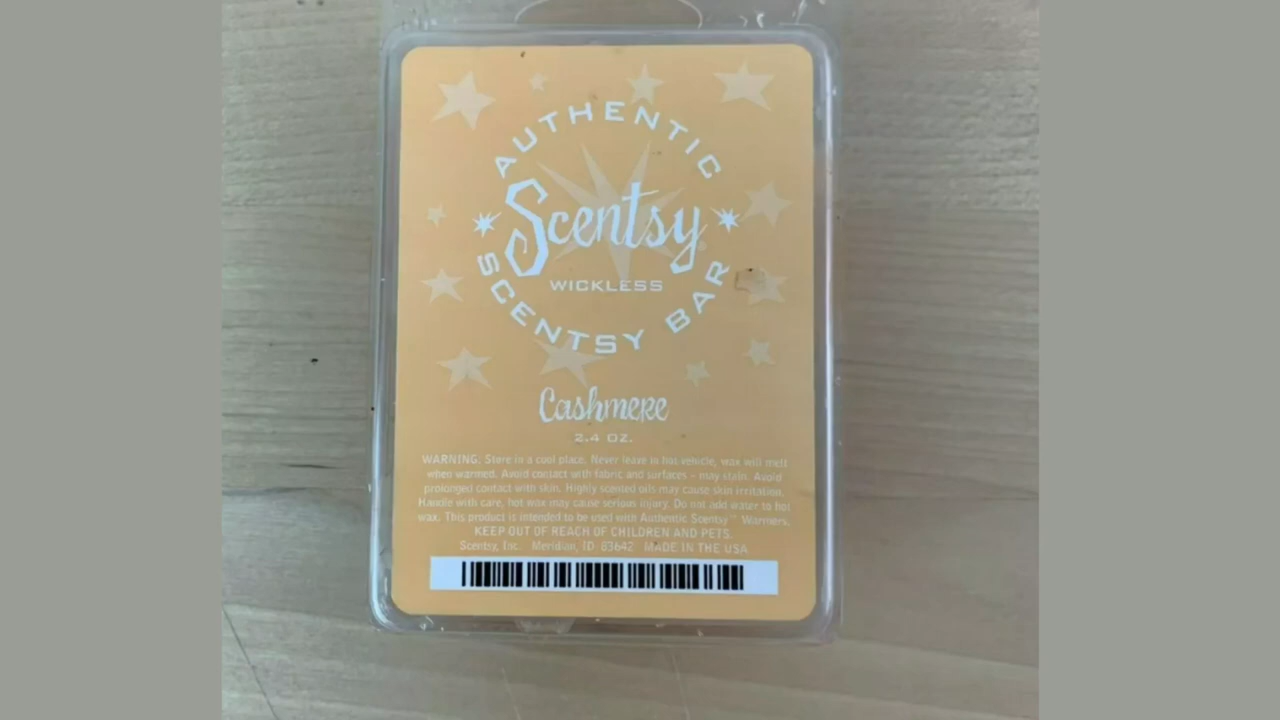 AUTHENTIC
Scentsy
WICKLESS
SCENTSY BAR
Cashmere
2.4 OZ.
WARNING: Store in a cool place. Never leave in hot vehicle, wax will melt
when warmed. Avoid contact with fabric and surfaces – may stain. Avoid
prolonged contact with skin. Highly scented oils may cause skin irritation.
Handle with care, hot wax may cause serious injury. Do not add water to hot
wax. This product is intended to be used with Authentic Scentsy™ Warmers.
KEEP OUT OF REACH OF CHILDREN AND PETS.
Scentsy, Inc. Meridian, ID 83642 MADE IN THE USA